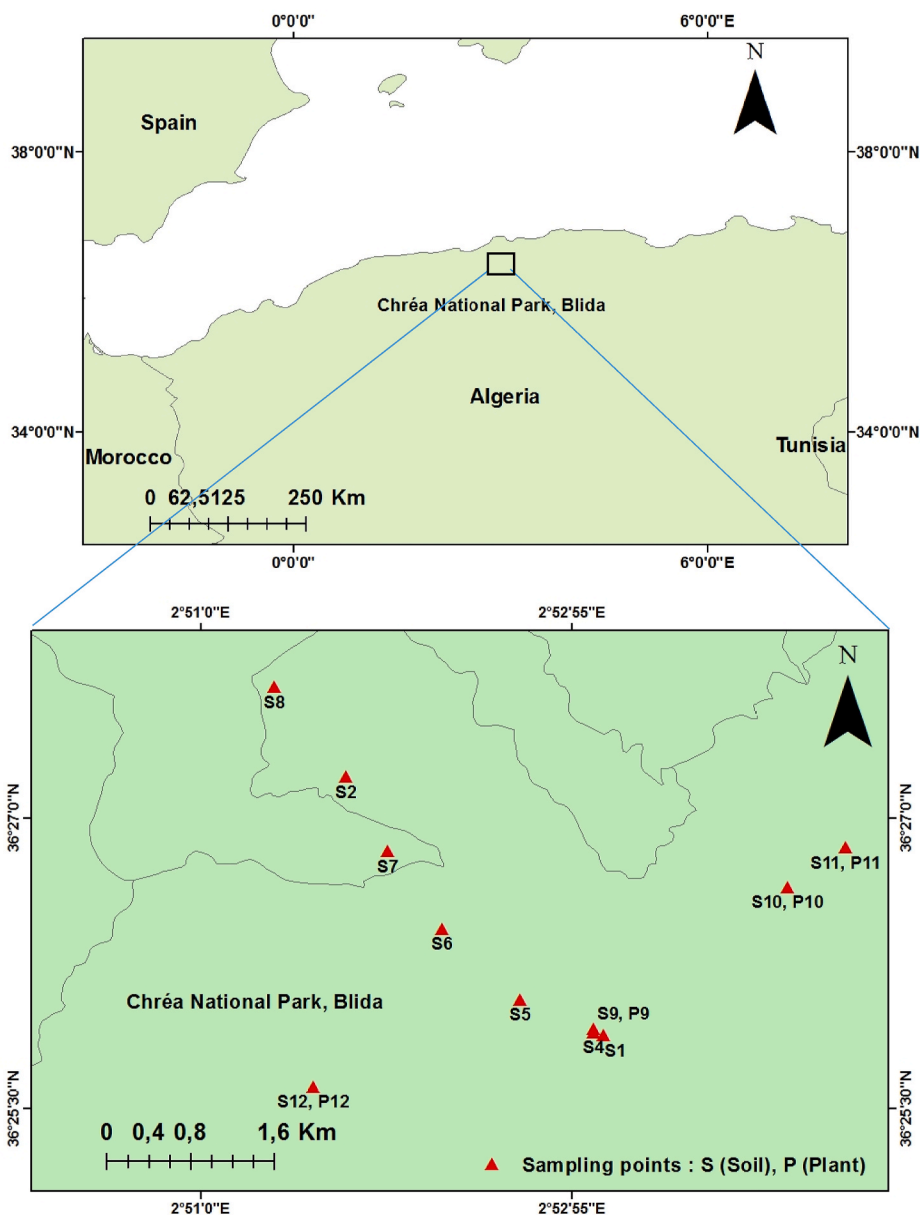 0°0'0" 6°0'0"E
N
Spain
38°0'0"N 38°0'0"N
Chréa National Park, Blida
Algeria
34°0'0"N 34°0'0"N
Morocco Tunisia
0 62,5125 250 Km
0°0'0" 6°0'0"E
2°51'0"E 2°52'55"E
N
S8
S2
36°27'0"N 36°27'0"N
S7
S11, P11
S10, P10
S6
Chréa National Park, Blida
S5
S9, P9
S4 S1
S12, P12
36°25'30"N 36°25'30"N
0 0,4 0,8 1,6 Km
Sampling points : S (Soil), P (Plant)
2°51'0"E 2°52'55"E